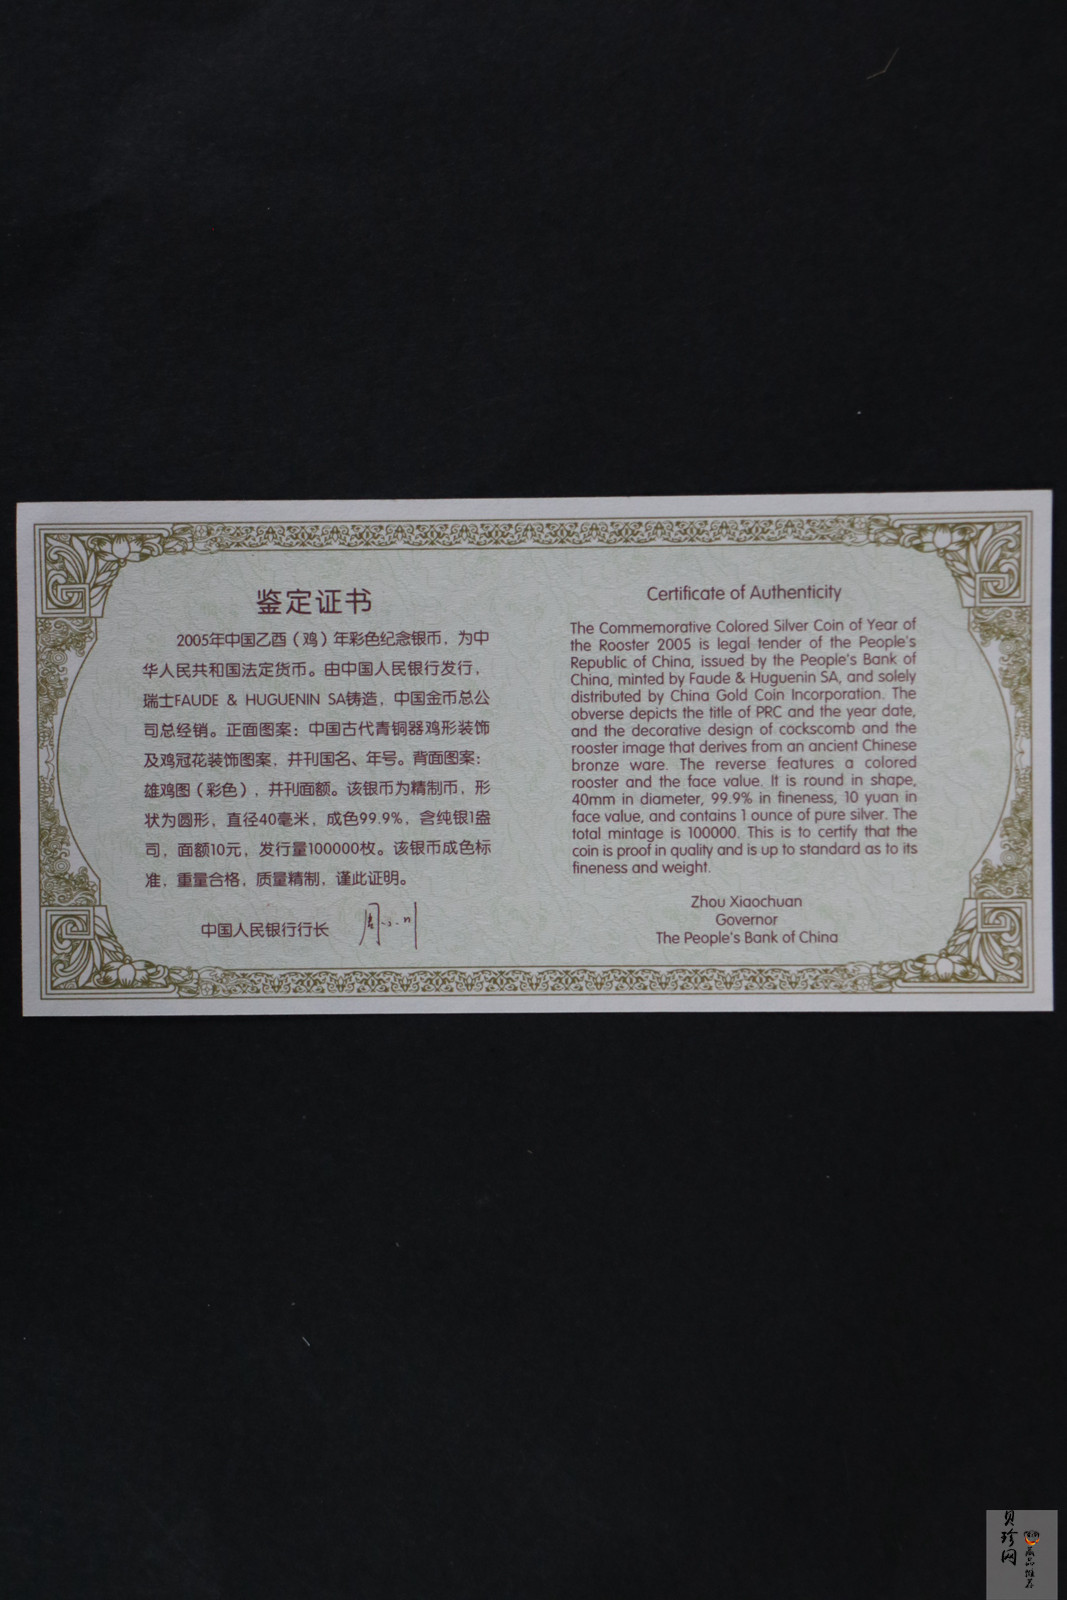 鉴定证书
2005年中国乙酉（鸡）年彩色纪念银币，为中
华人民共和国法定货币。由中国人民银行发行，
瑞士FAUDE & HUGUENIN SA铸造，中国金币总公
司总经销。正面图案：中国古代青铜器鸡形装饰
及鸡冠花装饰图案，并刊国名、年号。背面图案：
雄鸡图（彩色），并刊面额。该银币为精制币，形
状为圆形，直径40毫米，成色99.9%，含纯银1盎
司，面额10元，发行量100000枚。该银币成色标
准，重量合格，质量精制，谨此证明。
中国人民银行行长
Certificate of Authenticity
The Commemorative Colored Silver Coin of Year of
the Rooster 2005 is legal tender of the People's
Republic of China, issued by the People's Bank of
China, minted by Faude & Huguenin SA, and solely
distributed by China Gold Coin Incorporation. The
obverse depicts the title of PRC and the year date,
and the decorative design of cockscomb and the
rooster image that derives from an ancient Chinese
bronze ware. The reverse features a colored
rooster and the face value. It is round in shape,
40mm in diameter, 99.9% in fineness, 10 yuan in
face value, and contains 1 ounce of pure silver. The
total mintage is 100000. This is to certify that the
coin is proof in quality and is up to standard as to its
fineness and weight.
Zhou Xiaochuan
Governor
The People's Bank of China
贝珍网
藏品推荐